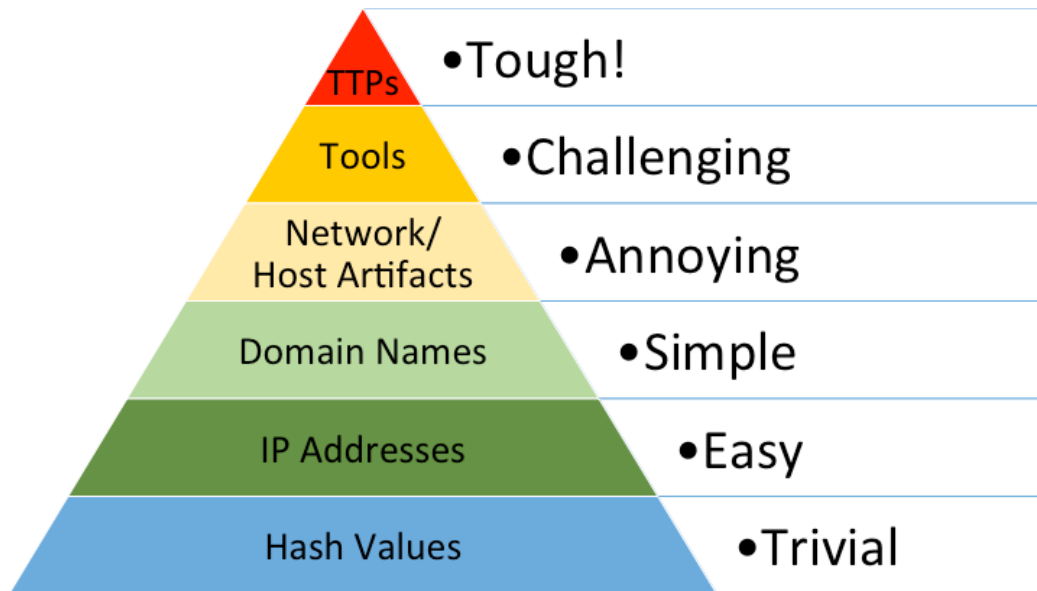 TTPs
•Tough!
Tools
•Challenging
Network/
Host Artifacts
•Annoying
Domain Names
•Simple
IP Addresses
•Easy
Hash Values
•Trivial